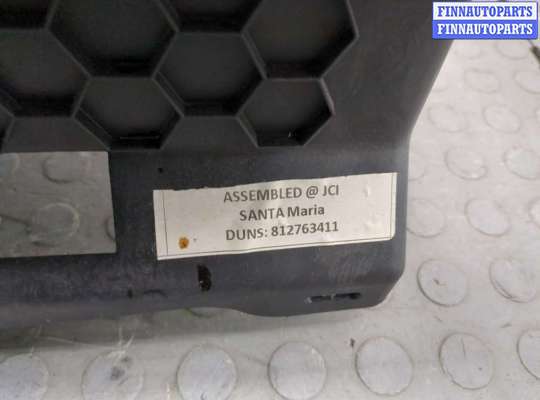 FINNAUTOPARTS
FINNAUTOPARTS
ASSEMBLED @ JCI
SANTA Maria
DUNS: 812763411